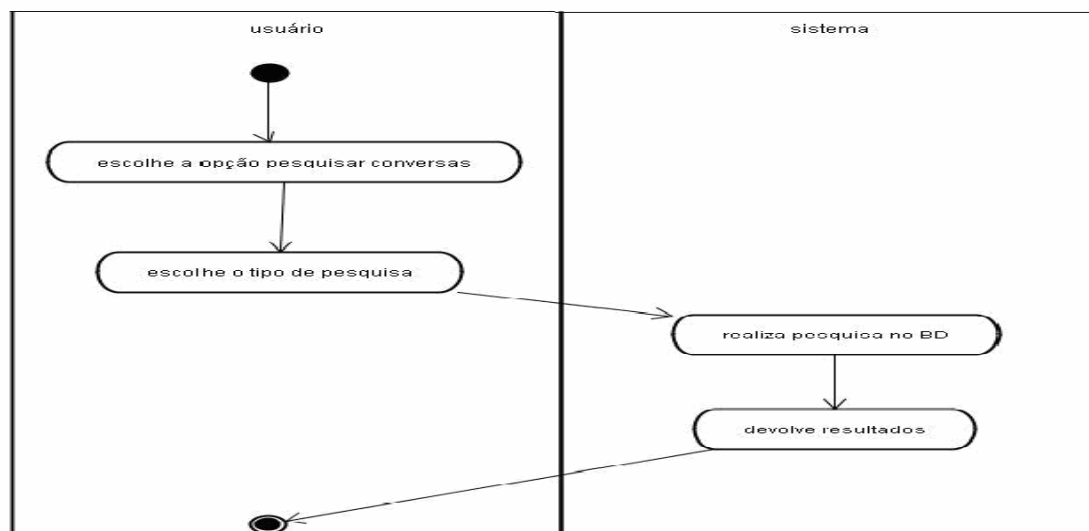 usuário
sistema
escolhe a opção pesquisar conversas
escolhe o tipo de pesquisa
realiza pesquisa no BD
devolve resultados